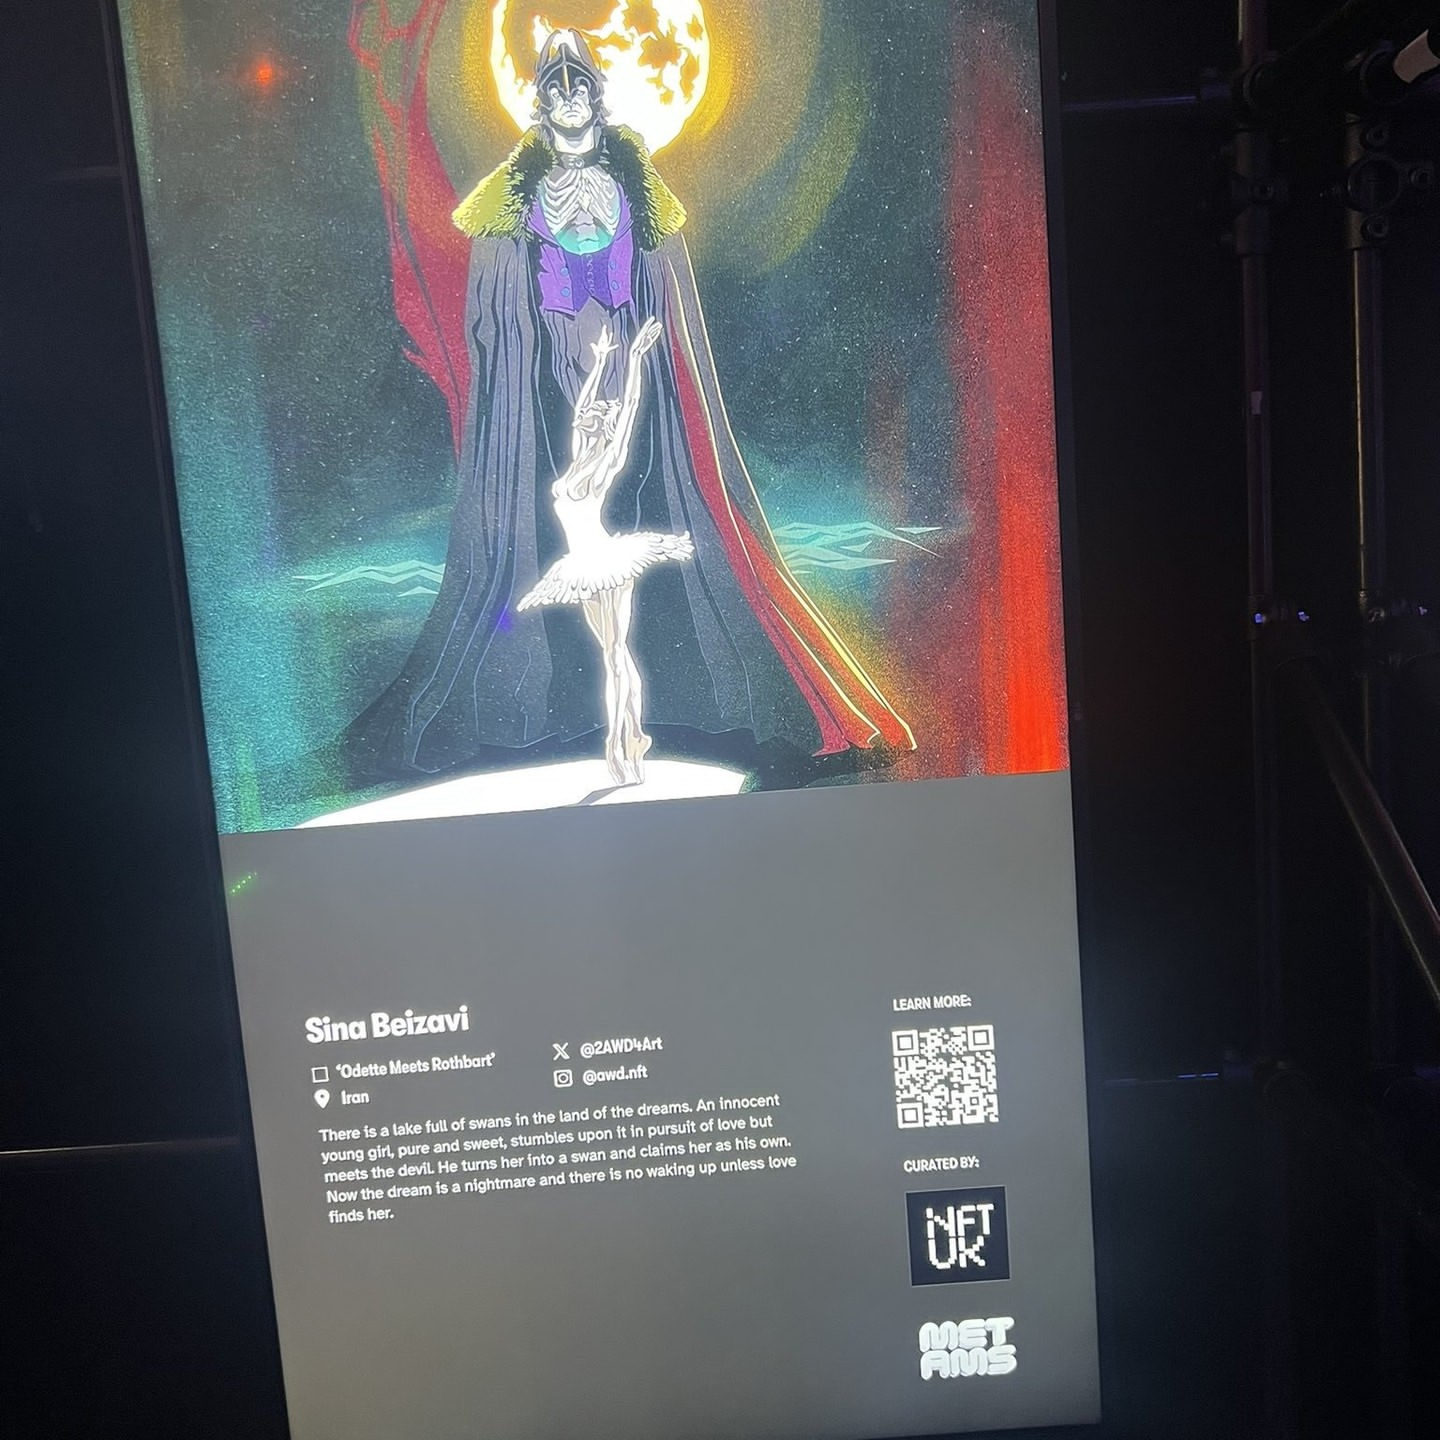 Sina Beizavi
'Odette Meets Rothbart'
Iran
@2AWD4Art
@awd.nft
There is a lake full of swans in the land of the dreams. An innocent
young girl, pure and sweet, stumbles upon it in pursuit of love but
meets the devil. He turns her into a swan and claims her as his own.
Now the dream is a nightmare and there is no waking up unless love
finds her.
LEARN MORE:
CURATED BY:
NFT
UK
MET
AMS